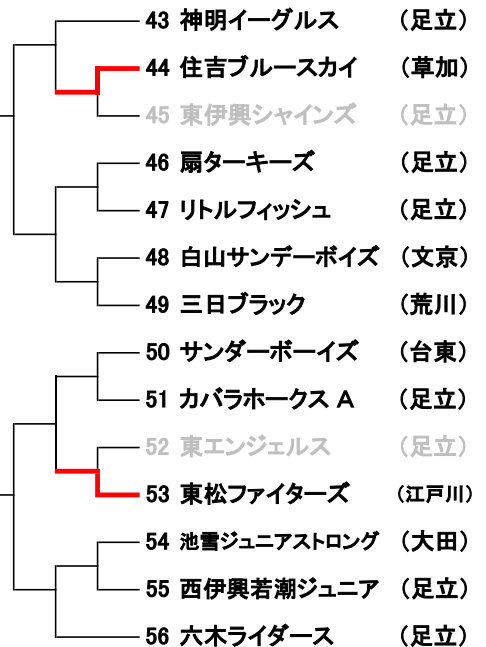 43 神明イーグルス （足立）
44 住吉ブルースカイ （草加）
45 東伊興シャインズ （足立）
46 扇ターキーズ （足立）
47 リトルフィッシュ （足立）
48 白山サンデーボイズ （文京）
49 三日ブラック （荒川）
50 サンダーボーイズ （台東）
51 カバラホークス A （足立）
52 東エンジェルス （足立）
53 東松ファイターズ （江戸川）
54 池雪ジュニアストロング （大田）
55 西伊興若潮ジュニア （足立）
56 六木ライダース （足立）